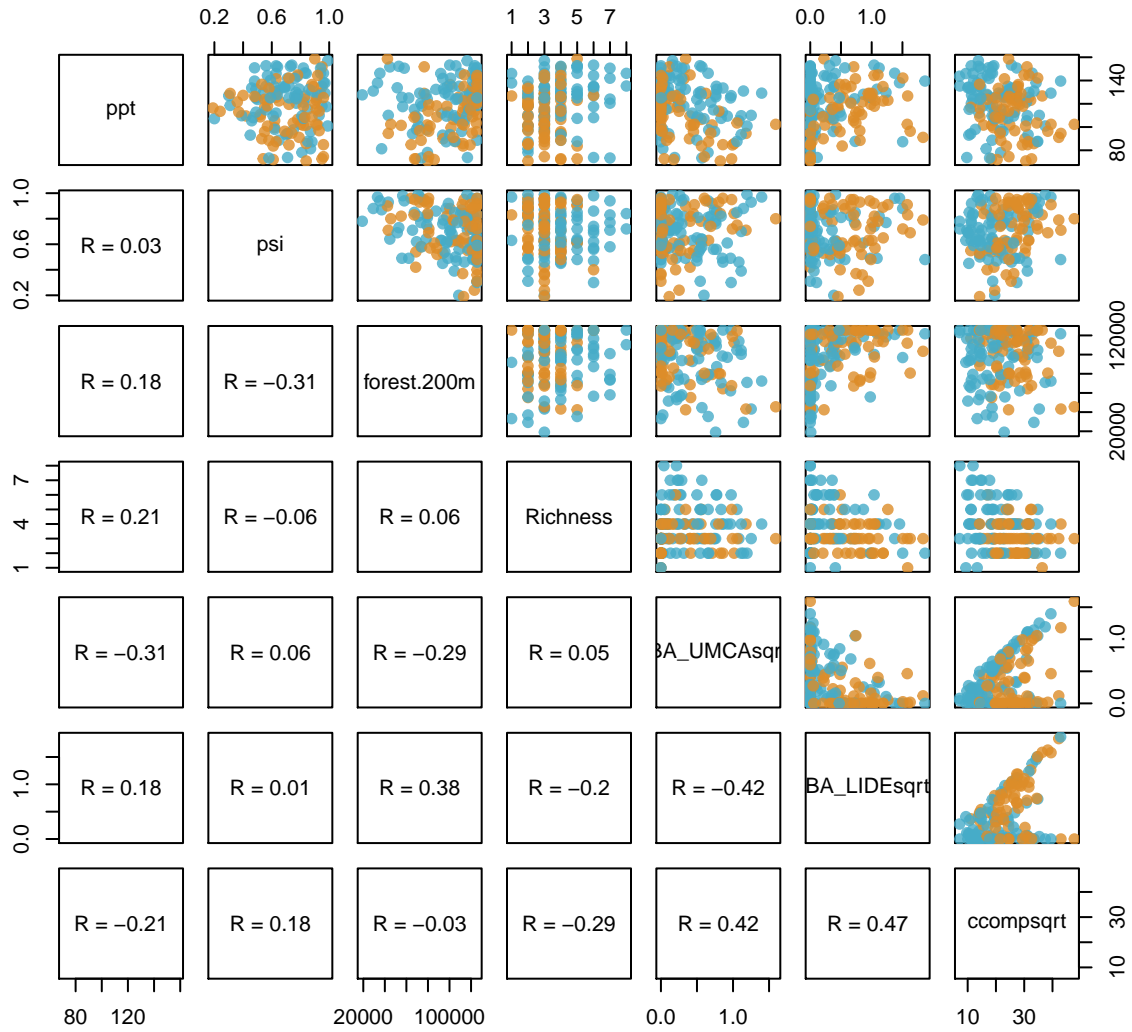 0.2 0.6 1.0 1 3 5 7 0.0 1.0
ppt 80 140
0.2 0.6 1.0 R = 0.03 psi
R = 0.18 R = −0.31 forest.200m 20000 120000
1 4 7 R = 0.21 R = −0.06 R = 0.06 Richness
R = −0.31 R = 0.06 R = −0.29 R = 0.05 BA_UMCAsqr 0.0 1.0
0.0 1.0 R = 0.18 R = 0.01 R = 0.38 R = −0.2 R = −0.42 BA_LIDEsqrt
R = −0.21 R = 0.18 R = −0.03 R = −0.29 R = 0.42 R = 0.47 ccompsqrt 10 30
80 120 20000 100000 0.0 1.0 10 30